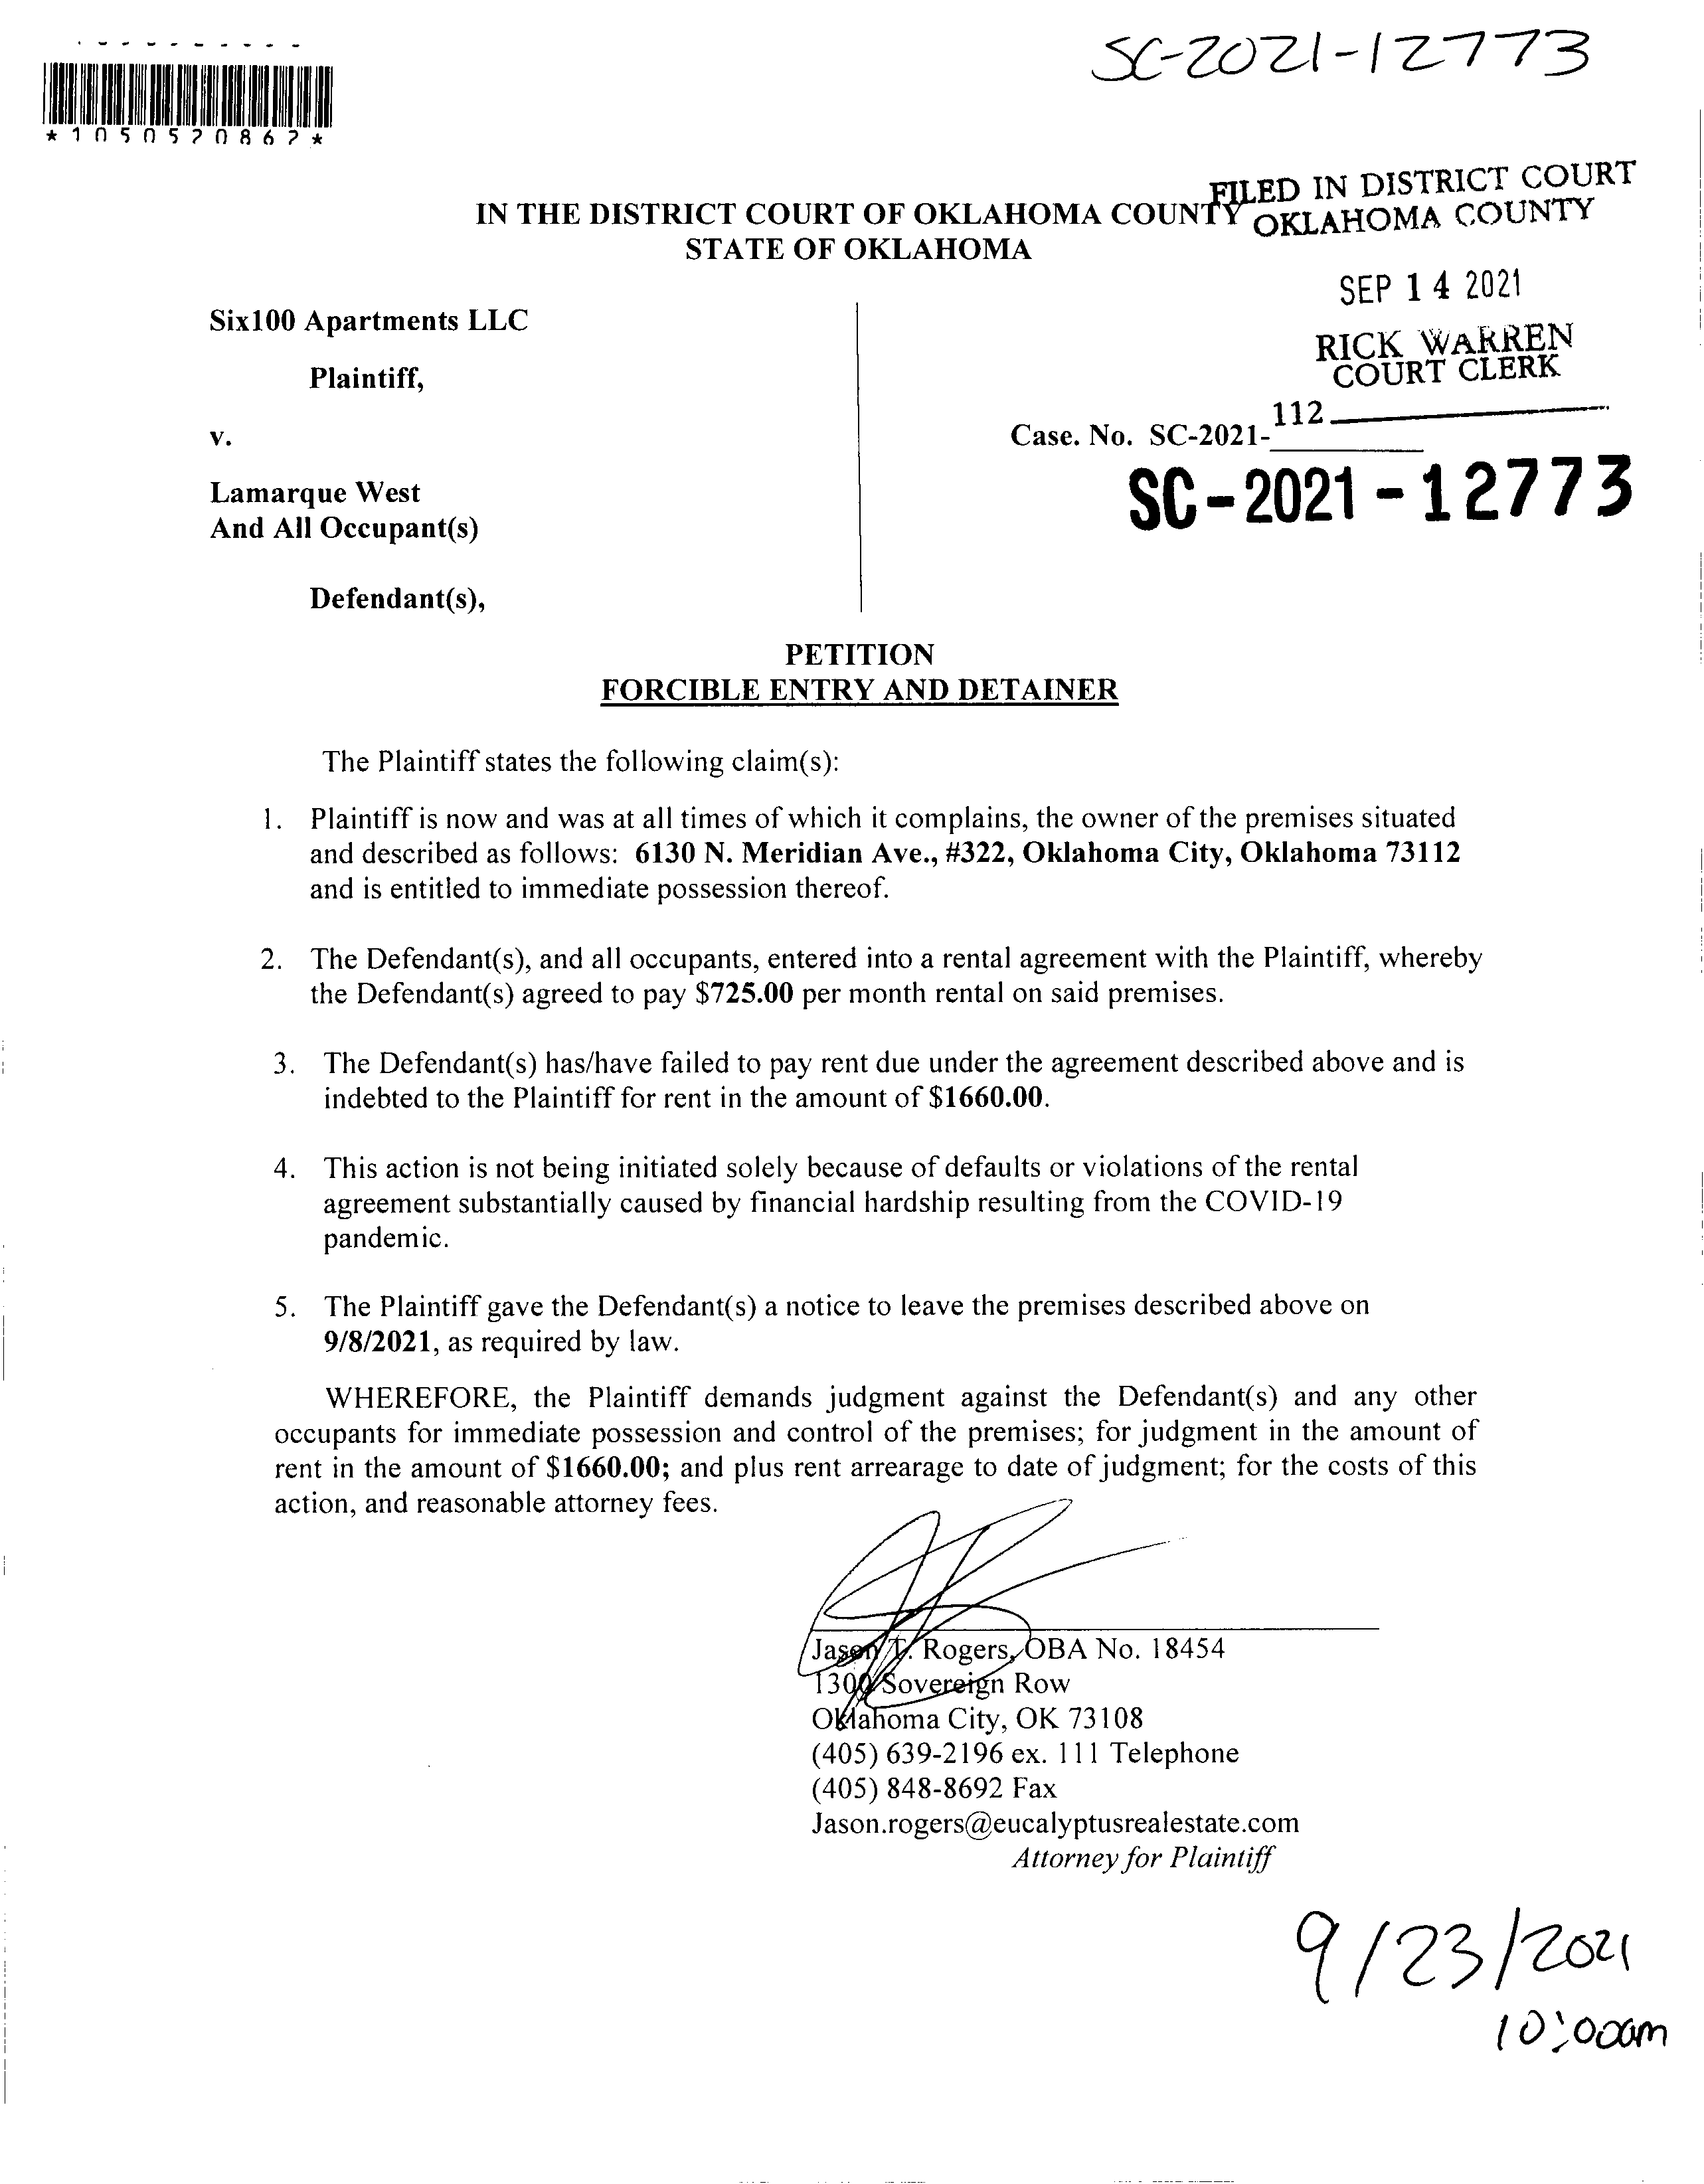 SC-2021-12773
*1050520862*
FILED IN DISTRICT COURT
OKLAHOMA COUNTY
IN THE DISTRICT COURT OF OKLAHOMA COUNTY
STATE OF OKLAHOMA
SEP 14 2021
RICK WARREN
COURT CLERK
112
Six100 Apartments LLC
Plaintiff,
v.
Case. No. SC-2021-
SC-2021-12773
Lamarque West
And All Occupant(s)
Defendant(s),
PETITION
FORCIBLE ENTRY AND DETAINER
The Plaintiff states the following claim(s):
1. Plaintiff is now and was at all times of which it complains, the owner of the premises situated
and described as follows: 6130 N. Meridian Ave., #322, Oklahoma City, Oklahoma 73112
and is entitled to immediate possession thereof.
2. The Defendant(s), and all occupants, entered into a rental agreement with the Plaintiff, whereby
the Defendant(s) agreed to pay $725.00 per month rental on said premises.
3. The Defendant(s) has/have failed to pay rent due under the agreement described above and is
indebted to the Plaintiff for rent in the amount of $1660.00.
4. This action is not being initiated solely because of defaults or violations of the rental
agreement substantially caused by financial hardship resulting from the COVID-19
pandemic.
5. The Plaintiff gave the Defendant(s) a notice to leave the premises described above on
9/8/2021, as required by law.
WHEREFORE, the Plaintiff demands judgment against the Defendant(s) and any other
occupants for immediate possession and control of the premises; for judgment in the amount of
rent in the amount of $1660.00; and plus rent arrearage to date of judgment; for the costs of this
action, and reasonable attorney fees.
Jason T. Rogers, OBA No. 18454
1300 Sovereign Row
Oklahoma City, OK 73108
(405) 639-2196 ex. 111 Telephone
(405) 848-8692 Fax
Jason.rogers@eucalyptusrealestate.com
Attorney for Plaintiff
9/23/2021
10:00am